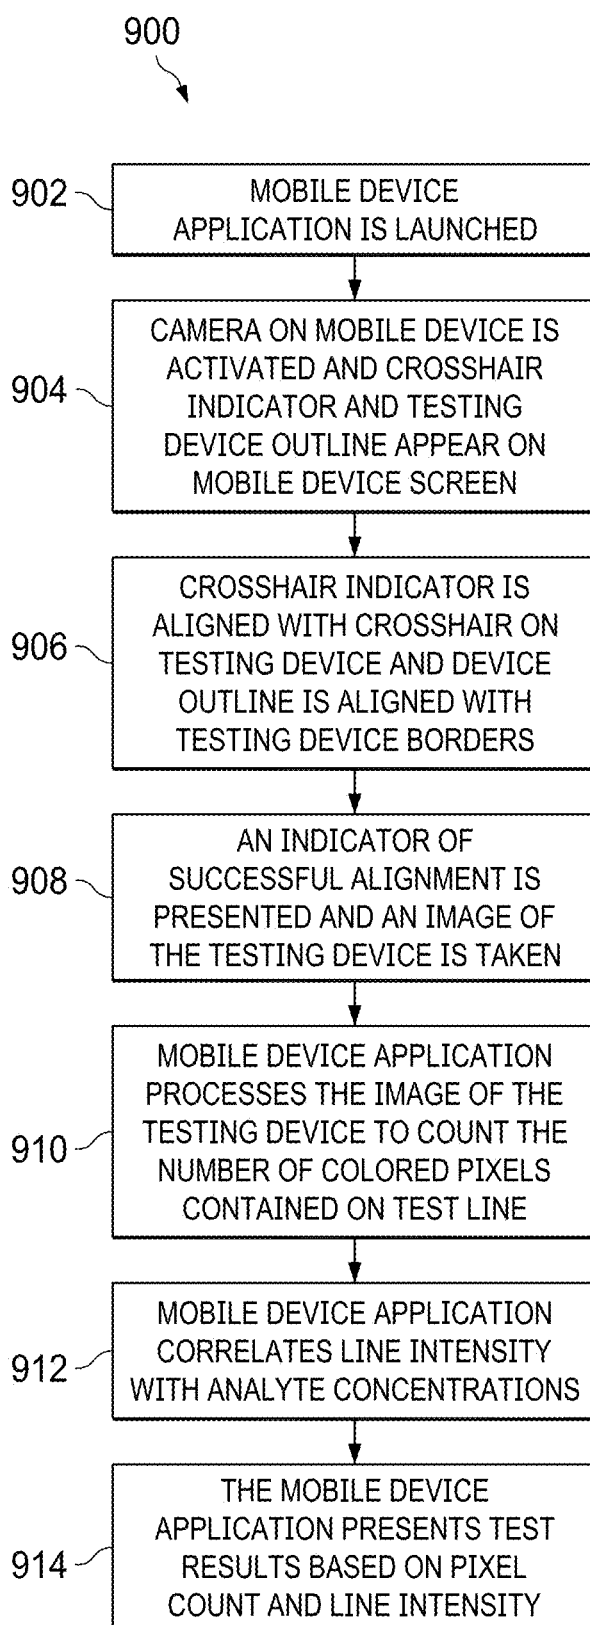 900
902
MOBILE DEVICE
APPLICATION IS LAUNCHED
904
CAMERA ON MOBILE DEVICE IS
ACTIVATED AND CROSSHAIR
INDICATOR AND TESTING
DEVICE OUTLINE APPEAR ON
MOBILE DEVICE SCREEN
906
CROSSHAIR INDICATOR IS
ALIGNED WITH CROSSHAIR ON
TESTING DEVICE AND DEVICE
OUTLINE IS ALIGNED WITH
TESTING DEVICE BORDERS
908
AN INDICATOR OF
SUCCESSFUL ALIGNMENT IS
PRESENTED AND AN IMAGE OF
THE TESTING DEVICE IS TAKEN
910
MOBILE DEVICE APPLICATION
PROCESSES THE IMAGE OF THE
TESTING DEVICE TO COUNT THE
NUMBER OF COLORED PIXELS
CONTAINED ON TEST LINE
912
MOBILE DEVICE APPLICATION
CORRELATES LINE INTENSITY
WITH ANALYTE CONCENTRATIONS
914
THE MOBILE DEVICE
APPLICATION PRESENTS TEST
RESULTS BASED ON PIXEL
COUNT AND LINE INTENSITY